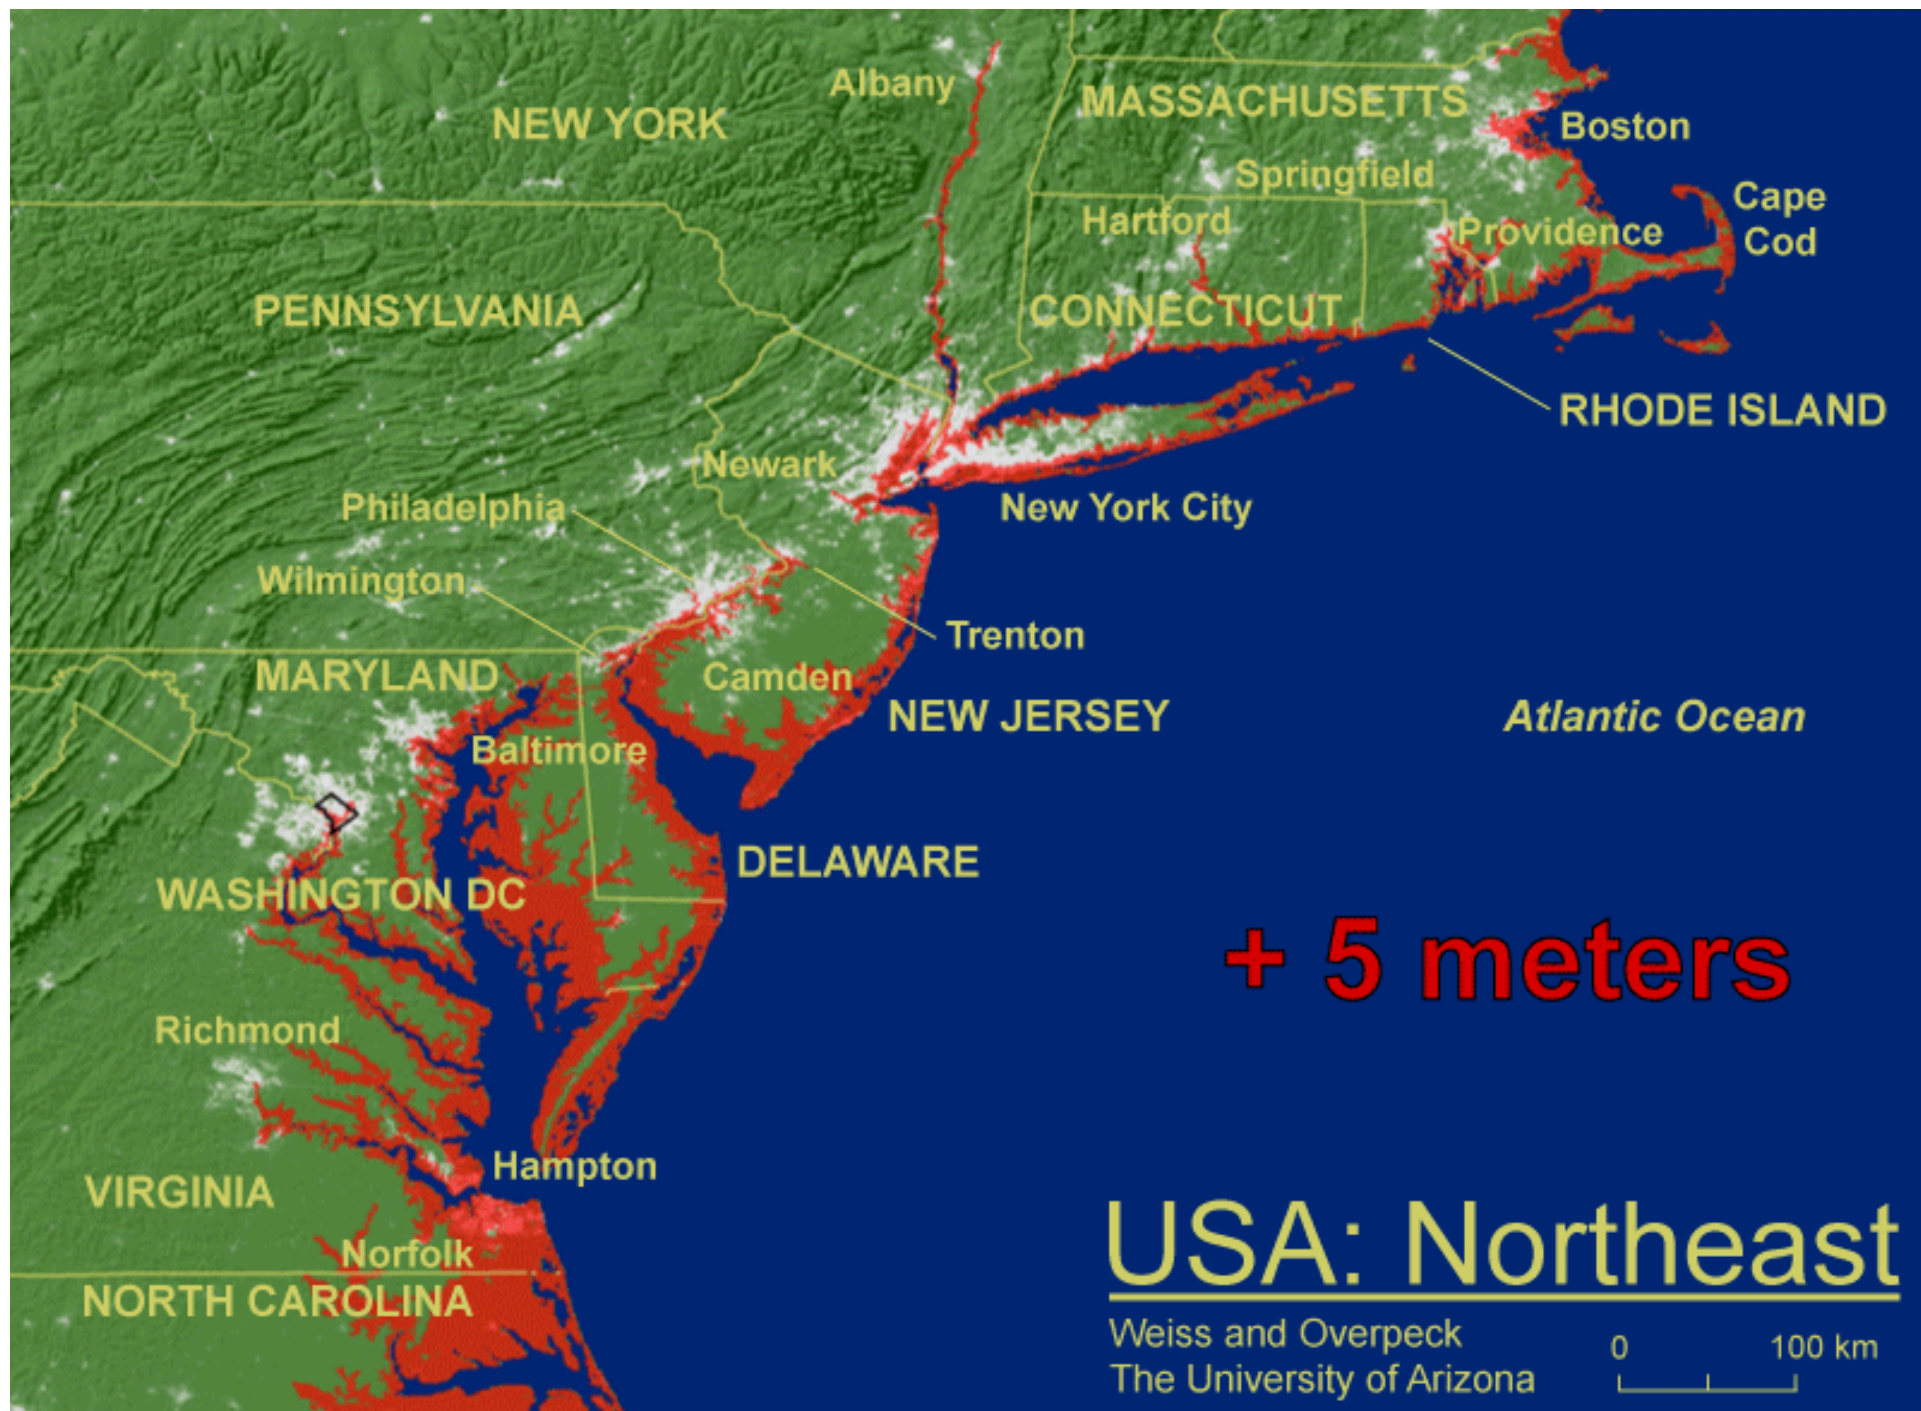 Albany
MASSACHUSETTS
NEW YORK
Boston
Springfield
Cape
Cod
Hartford
Providence
PENNSYLVANIA
CONNECTICUT
RHODE ISLAND
Newark
Philadelphia
New York City
Wilmington
Trenton
MARYLAND
Camden
NEW JERSEY
Atlantic Ocean
Baltimore
DELAWARE
WASHINGTON DC
+ 5 meters
Richmond
Hampton
VIRGINIA
Norfolk
NORTH CAROLINA
USA: Northeast
Weiss and Overpeck
The University of Arizona
0 100 km